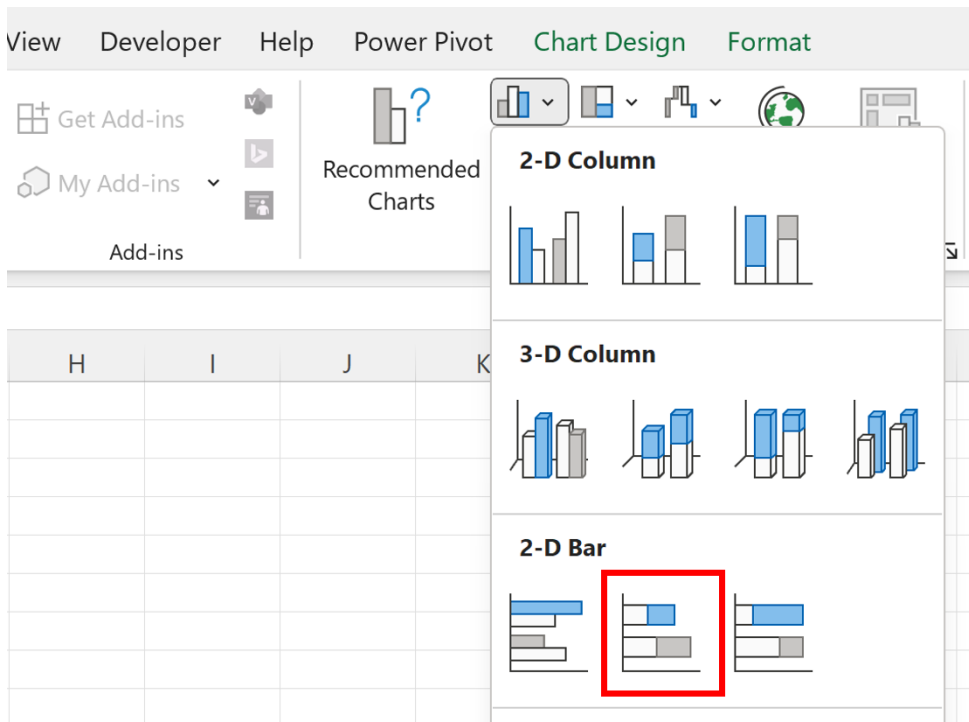 View Developer Help Power Pivot Chart Design Format
Get Add-ins
My Add-ins
Add-ins
Recommended
Charts
?
2-D Column
3-D Column
2-D Bar
H I J K